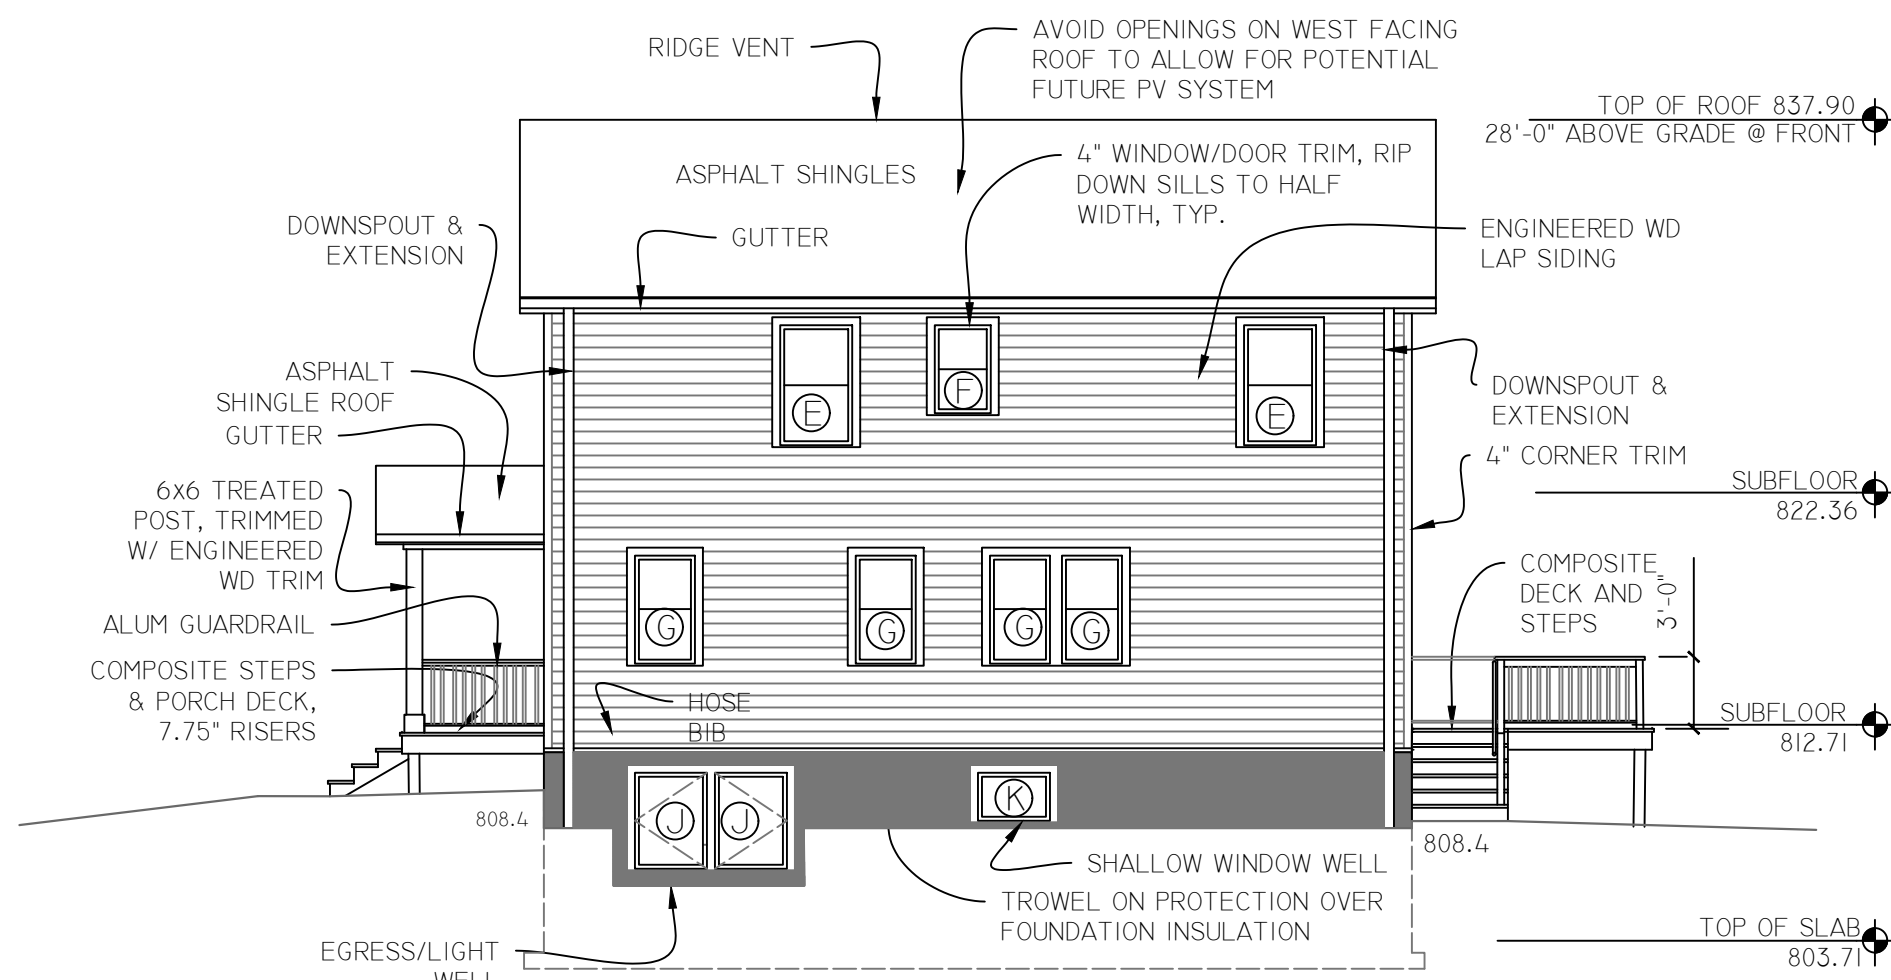 RIDGE VENT
AVOID OPENINGS ON WEST FACING
ROOF TO ALLOW FOR POTENTIAL
FUTURE PV SYSTEM
TOP OF ROOF 837.90
28'-0" ABOVE GRADE @ FRONT
ASPHALT SHINGLES
4" WINDOW/DOOR TRIM, RIP
DOWN SILLS TO HALF
WIDTH, TYP.
DOWNSPOUT &
EXTENSION
GUTTER
ENGINEERED WD
LAP SIDING
ASPHALT
SHINGLE ROOF
GUTTER
E
F
E
DOWNSPOUT &
EXTENSION
4" CORNER TRIM
SUBFLOOR
822.36
6x6 TREATED
POST, TRIMMED
W/ ENGINEERED
WD TRIM
ALUM GUARDRAIL
COMPOSITE STEPS
& PORCH DECK,
7.75" RISERS
G
G
G
G
COMPOSITE
DECK AND
STEPS
3'-0"
HOSE
BIB
SUBFLOOR
812.71
808.4
J
J
K
808.4
SHALLOW WINDOW WELL
TROWEL ON PROTECTION OVER
FOUNDATION INSULATION
EGRESS/LIGHT
WELL
TOP OF SLAB
803.71